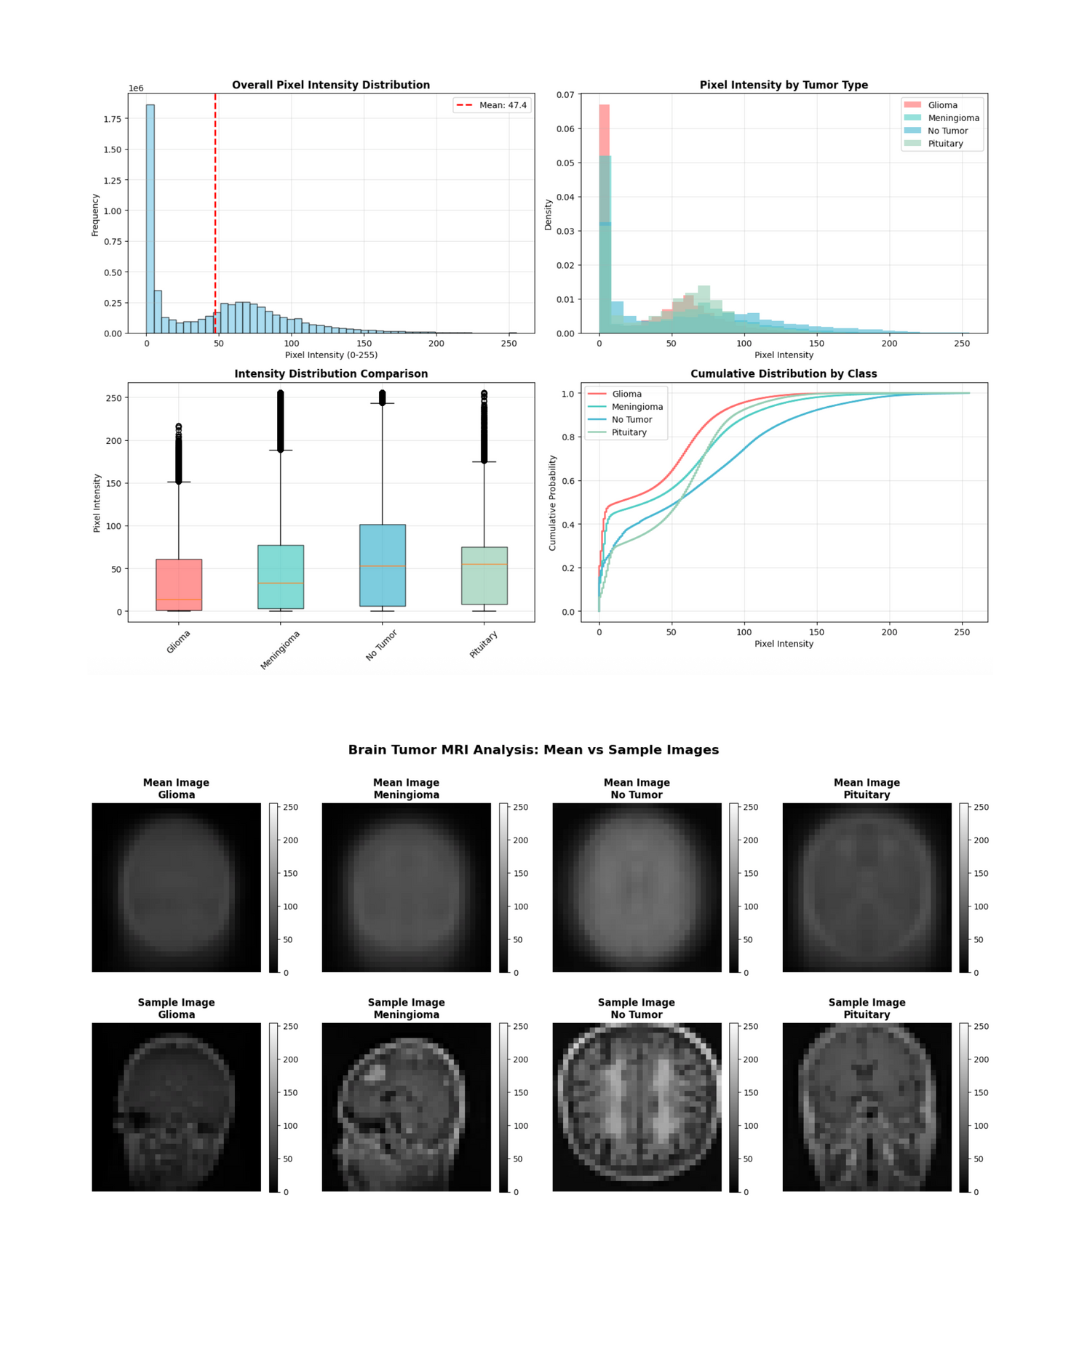 Overall Pixel Intensity Distribution
1e6
Mean: 47.4
1.75
1.50
1.25
1.00
0.75
0.50
0.25
0.00
Frequency
0 50 100 150 200 250
Pixel Intensity (0-255)
Pixel Intensity by Tumor Type
Glioma
Meningioma
No Tumor
Pituitary
0.07
0.06
0.05
0.04
0.03
0.02
0.01
0.00
Density
0 50 100 150 200 250
Pixel Intensity
Intensity Distribution Comparison
250
200
150
100
50
0
Pixel Intensity
Glioma
Meningioma
No Tumor
Pituitary
Cumulative Distribution by Class
Glioma
Meningioma
No Tumor
Pituitary
1.0
0.8
0.6
0.4
0.2
0.0
Cumulative Probability
0 50 100 150 200 250
Pixel Intensity
Brain Tumor MRI Analysis: Mean vs Sample Images
Mean Image
Glioma
250
200
150
100
50
0
Mean Image
Meningioma
250
200
150
100
50
0
Mean Image
No Tumor
250
200
150
100
50
0
Mean Image
Pituitary
250
200
150
100
50
0
Sample Image
Glioma
250
200
150
100
50
0
Sample Image
Meningioma
250
200
150
100
50
0
Sample Image
No Tumor
250
200
150
100
50
0
Sample Image
Pituitary
250
200
150
100
50
0